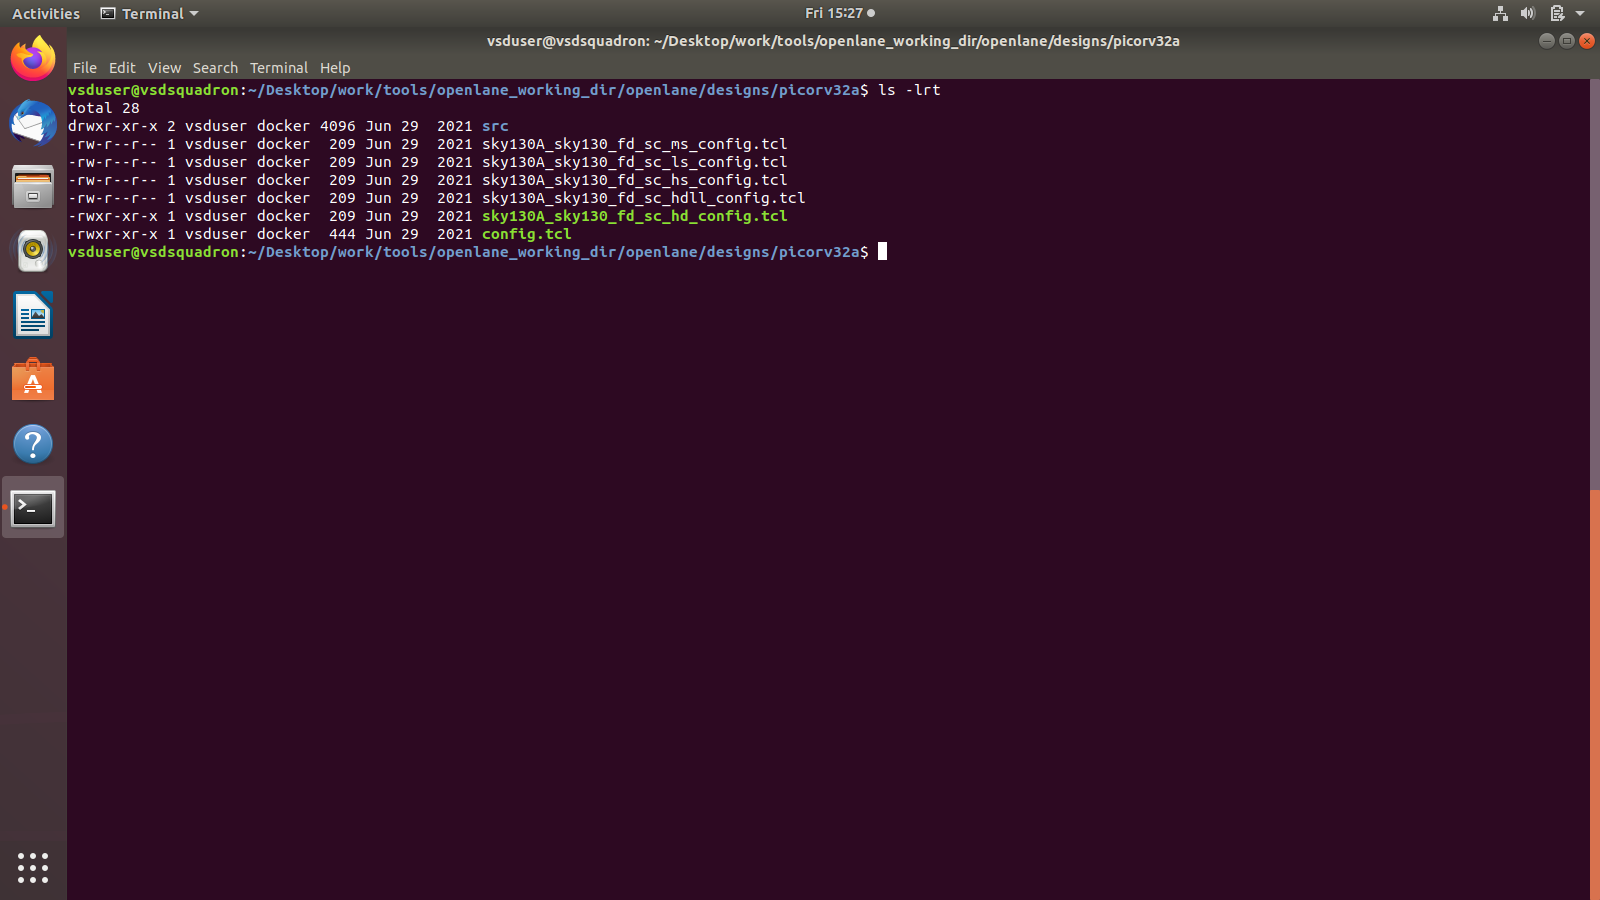 Activities Terminal Fri 15:27
vsduser@vsdsquadron: ~/Desktop/work/tools/openlane_working_dir/openlane/designs/picorv32a
File Edit View Search Terminal Help
vsduser@vsdsquadron:~/Desktop/work/tools/openlane_working_dir/openlane/designs/picorv32a$ ls -lrt
total 28
drwxr-xr-x 2 vsduser docker 4096 Jun 29  2021 src
-rw-r--r-- 1 vsduser docker  209 Jun 29  2021 sky130A_sky130_fd_sc_ms_config.tcl
-rw-r--r-- 1 vsduser docker  209 Jun 29  2021 sky130A_sky130_fd_sc_ls_config.tcl
-rw-r--r-- 1 vsduser docker  209 Jun 29  2021 sky130A_sky130_fd_sc_hs_config.tcl
-rw-r--r-- 1 vsduser docker  209 Jun 29  2021 sky130A_sky130_fd_sc_hdll_config.tcl
-rwxr-xr-x 1 vsduser docker  209 Jun 29  2021 sky130A_sky130_fd_sc_hd_config.tcl
-rwxr-xr-x 1 vsduser docker  444 Jun 29  2021 config.tcl
vsduser@vsdsquadron:~/Desktop/work/tools/openlane_working_dir/openlane/designs/picorv32a$